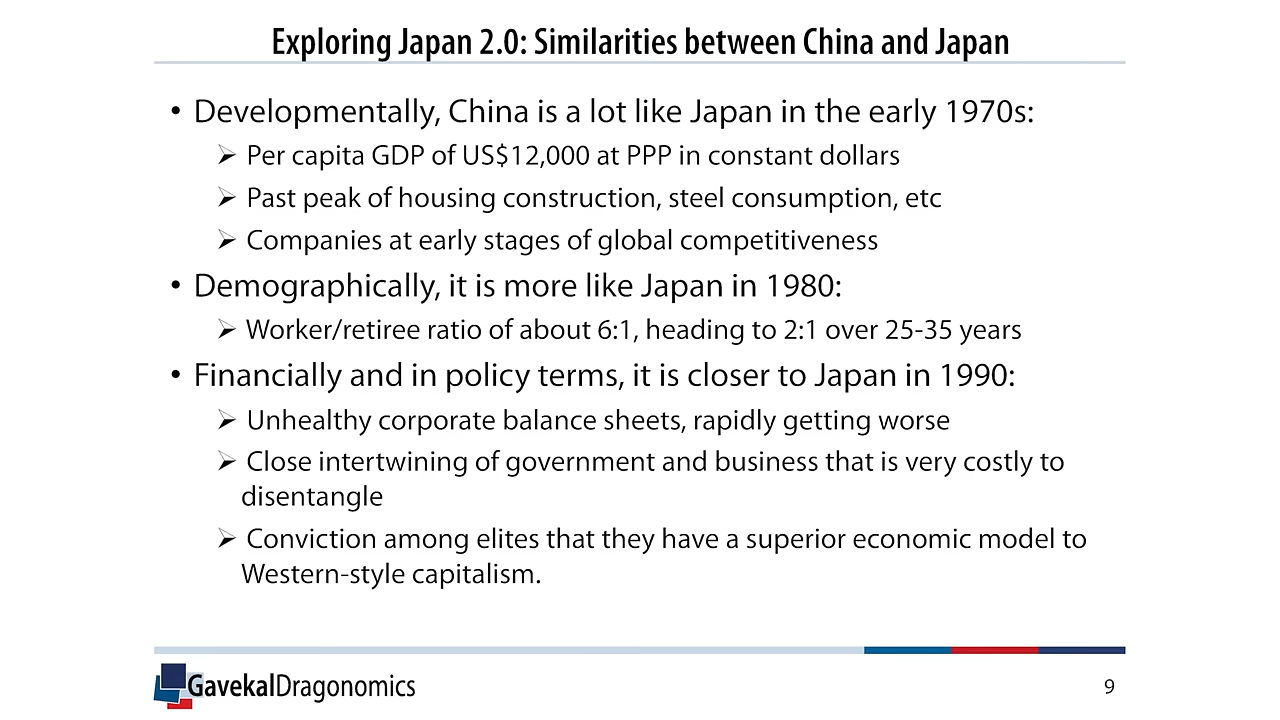 Exploring Japan 2.0: Similarities between China and Japan
• Developmentally, China is a lot like Japan in the early 1970s:
➢ Per capita GDP of US$12,000 at PPP in constant dollars
➢ Past peak of housing construction, steel consumption, etc
➢ Companies at early stages of global competitiveness
• Demographically, it is more like Japan in 1980:
➢ Worker/retiree ratio of about 6:1, heading to 2:1 over 25-35 years
• Financially and in policy terms, it is closer to Japan in 1990:
➢ Unhealthy corporate balance sheets, rapidly getting worse
➢ Close intertwining of government and business that is very costly to
disentangle
➢ Conviction among elites that they have a superior economic model to
Western-style capitalism.
GavekalDragonomics
9